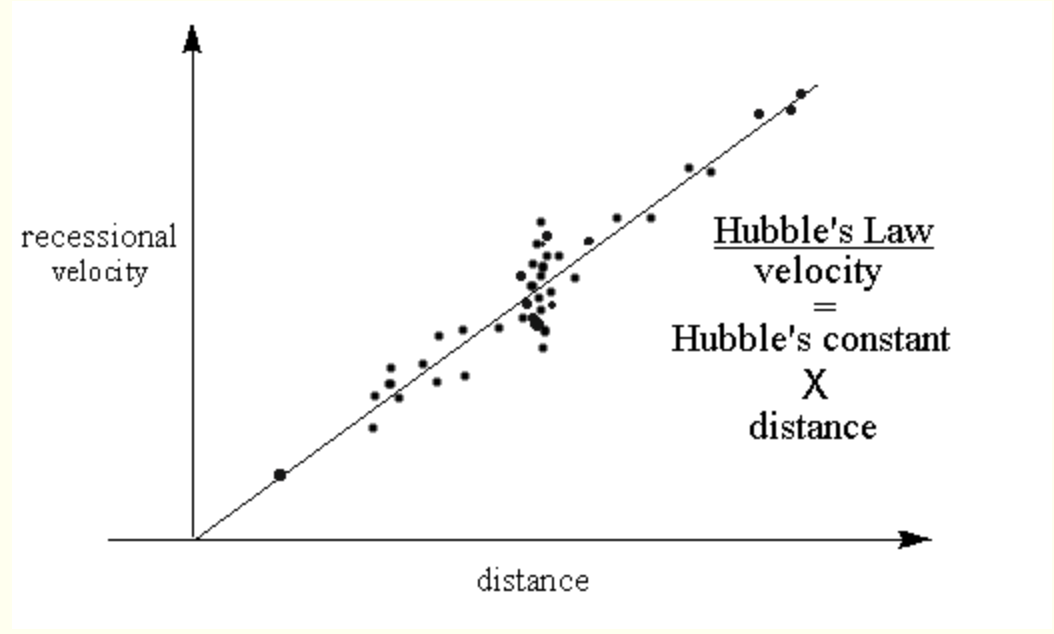 recessional
velocity
Hubble's Law
velocity
=
Hubble's constant
X
distance
distance